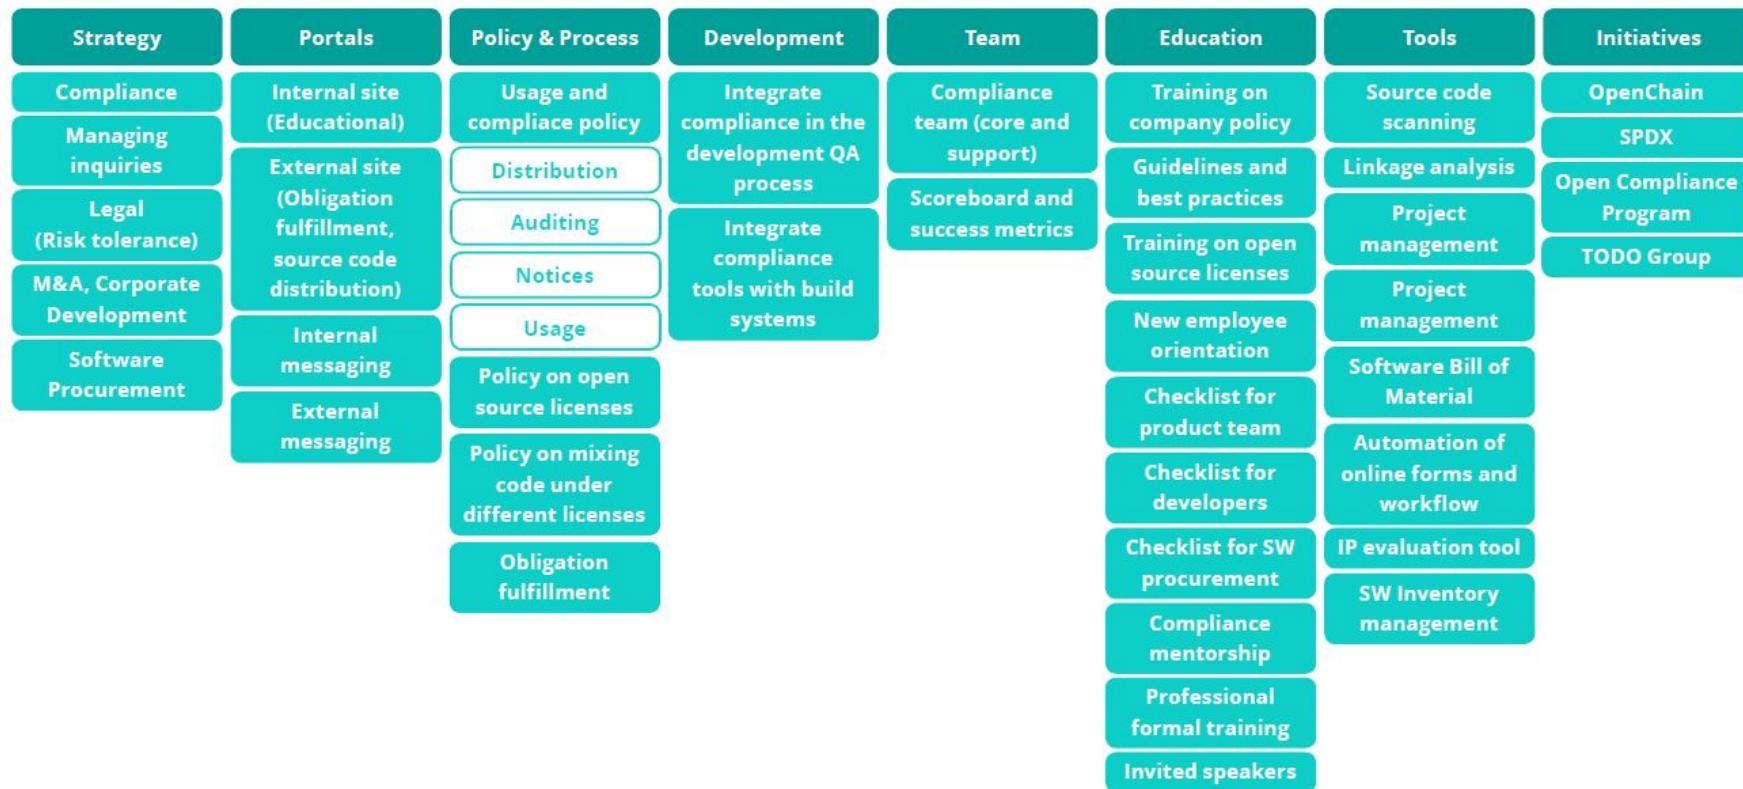 Strategy
Compliance
Managing
inquiries
Legal
(Risk tolerance)
M&A, Corporate
Development
Software
Procurement
Portals
Internal site
(Educational)
External site
(Obligation
fulfillment,
source code
distribution)
Internal
messaging
External
messaging
Policy & Process
Usage and
compliace policy
Distribution
Auditing
Notices
Usage
Policy on open
source licenses
Policy on mixing
code under
different licenses
Obligation
fulfillment
Development
Integrate
compliance in the
development QA
process
Integrate
compliance
tools with build
systems
Team
Compliance
team (core and
support)
Scoreboard and
success metrics
Education
Training on
company policy
Guidelines and
best practices
Training on open
source licenses
New employee
orientation
Checklist for
product team
Checklist for
developers
Checklist for SW
procurement
Compliance
mentorship
Professional
formal training
Invited speakers
Tools
Source code
scanning
Linkage analysis
Project
management
Project
management
Software Bill of
Material
Automation of
online forms and
workflow
IP evaluation tool
SW Inventory
management
Initiatives
OpenChain
SPDX
Open Compliance
Program
TODO Group